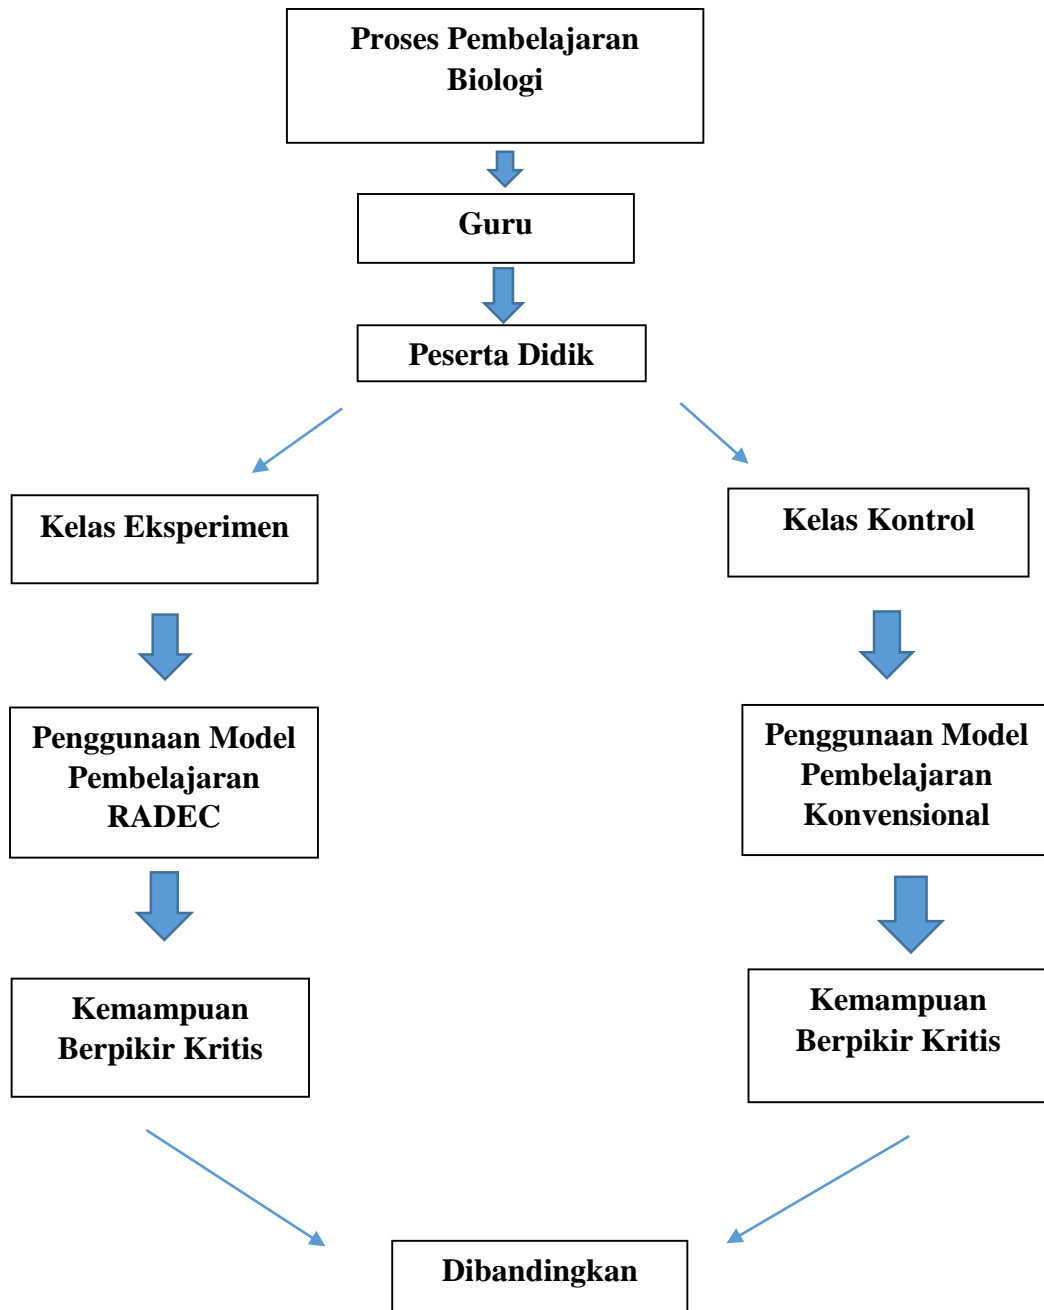 Proses Pembelajaran
Biologi
Guru
Peserta Didik
Kelas Eksperimen
Kelas Kontrol
Penggunaan Model
Pembelajaran
RADEC
Penggunaan Model
Pembelajaran
Konvensional
Kemampuan
Berpikir Kritis
Kemampuan
Berpikir Kritis
Dibandingkan